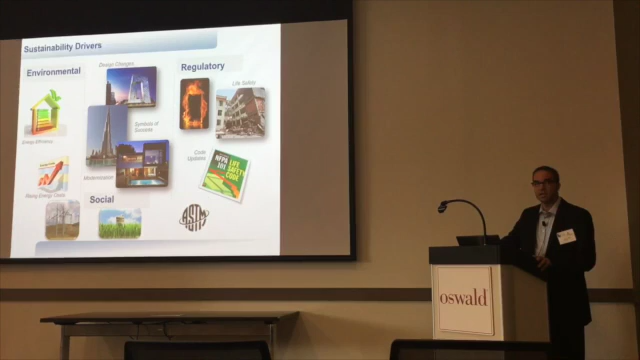 Sustainability Drivers
Environmental
Design Changes
Regulatory
Life Safety
Energy Efficiency
Symbols of
Success
Code
Updates
NFPA
101
LIFE
SAFETY
CODE
Modernization
Rising Energy Costs
Social
ASTM
oswald